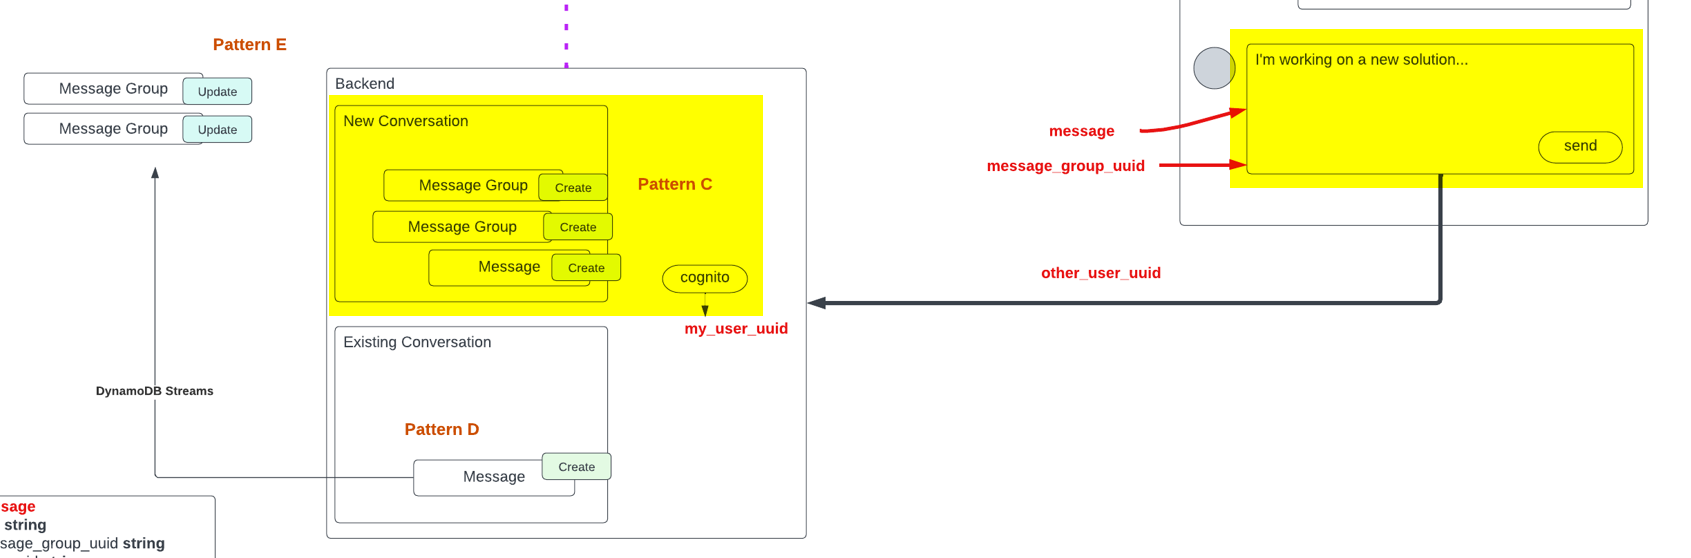 Pattern E
Message Group
Update
Message Group
Update
DynamoDB Streams
sage
string
sage_group_uuid string
Backend
New Conversation
Message Group
Create
Message Group
Create
Message
Create
Pattern C
cognito
my_user_uuid
Existing Conversation
Pattern D
Message
Create
I'm working on a new solution...
send
message
message_group_uuid
other_user_uuid